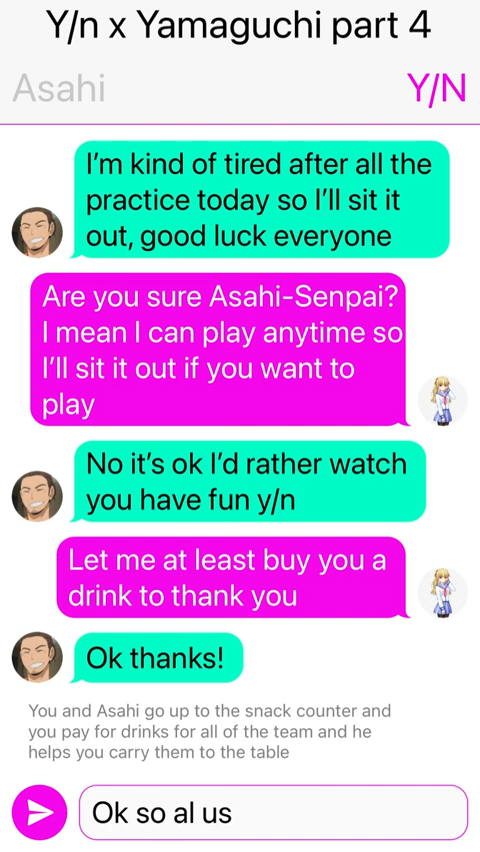 Y/n x Yamaguchi part 4
Asahi
Y/N
I’m kind of tired after all the
practice today so I’ll sit it
out, good luck everyone
Are you sure Asahi-Senpai?
I mean I can play anytime so
I’ll sit it out if you want to
play
No it’s ok I’d rather watch
you have fun y/n
Let me at least buy you a
drink to thank you
Ok thanks!
You and Asahi go up to the snack counter and
you pay for drinks for all of the team and he
helps you carry them to the table
Ok so al us